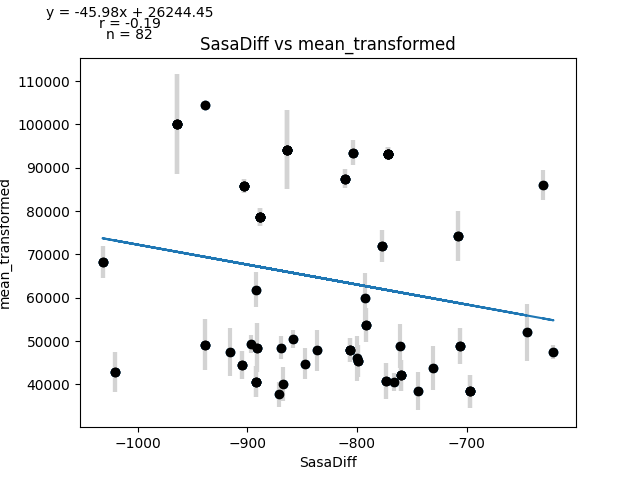 y = -45.98x + 26244.45
r = -0.19
n = 82
SasaDiff vs mean_transformed
110000
100000
90000
80000
70000
60000
50000
40000
mean_transformed
−1000
−900
−800
−700
SasaDiff